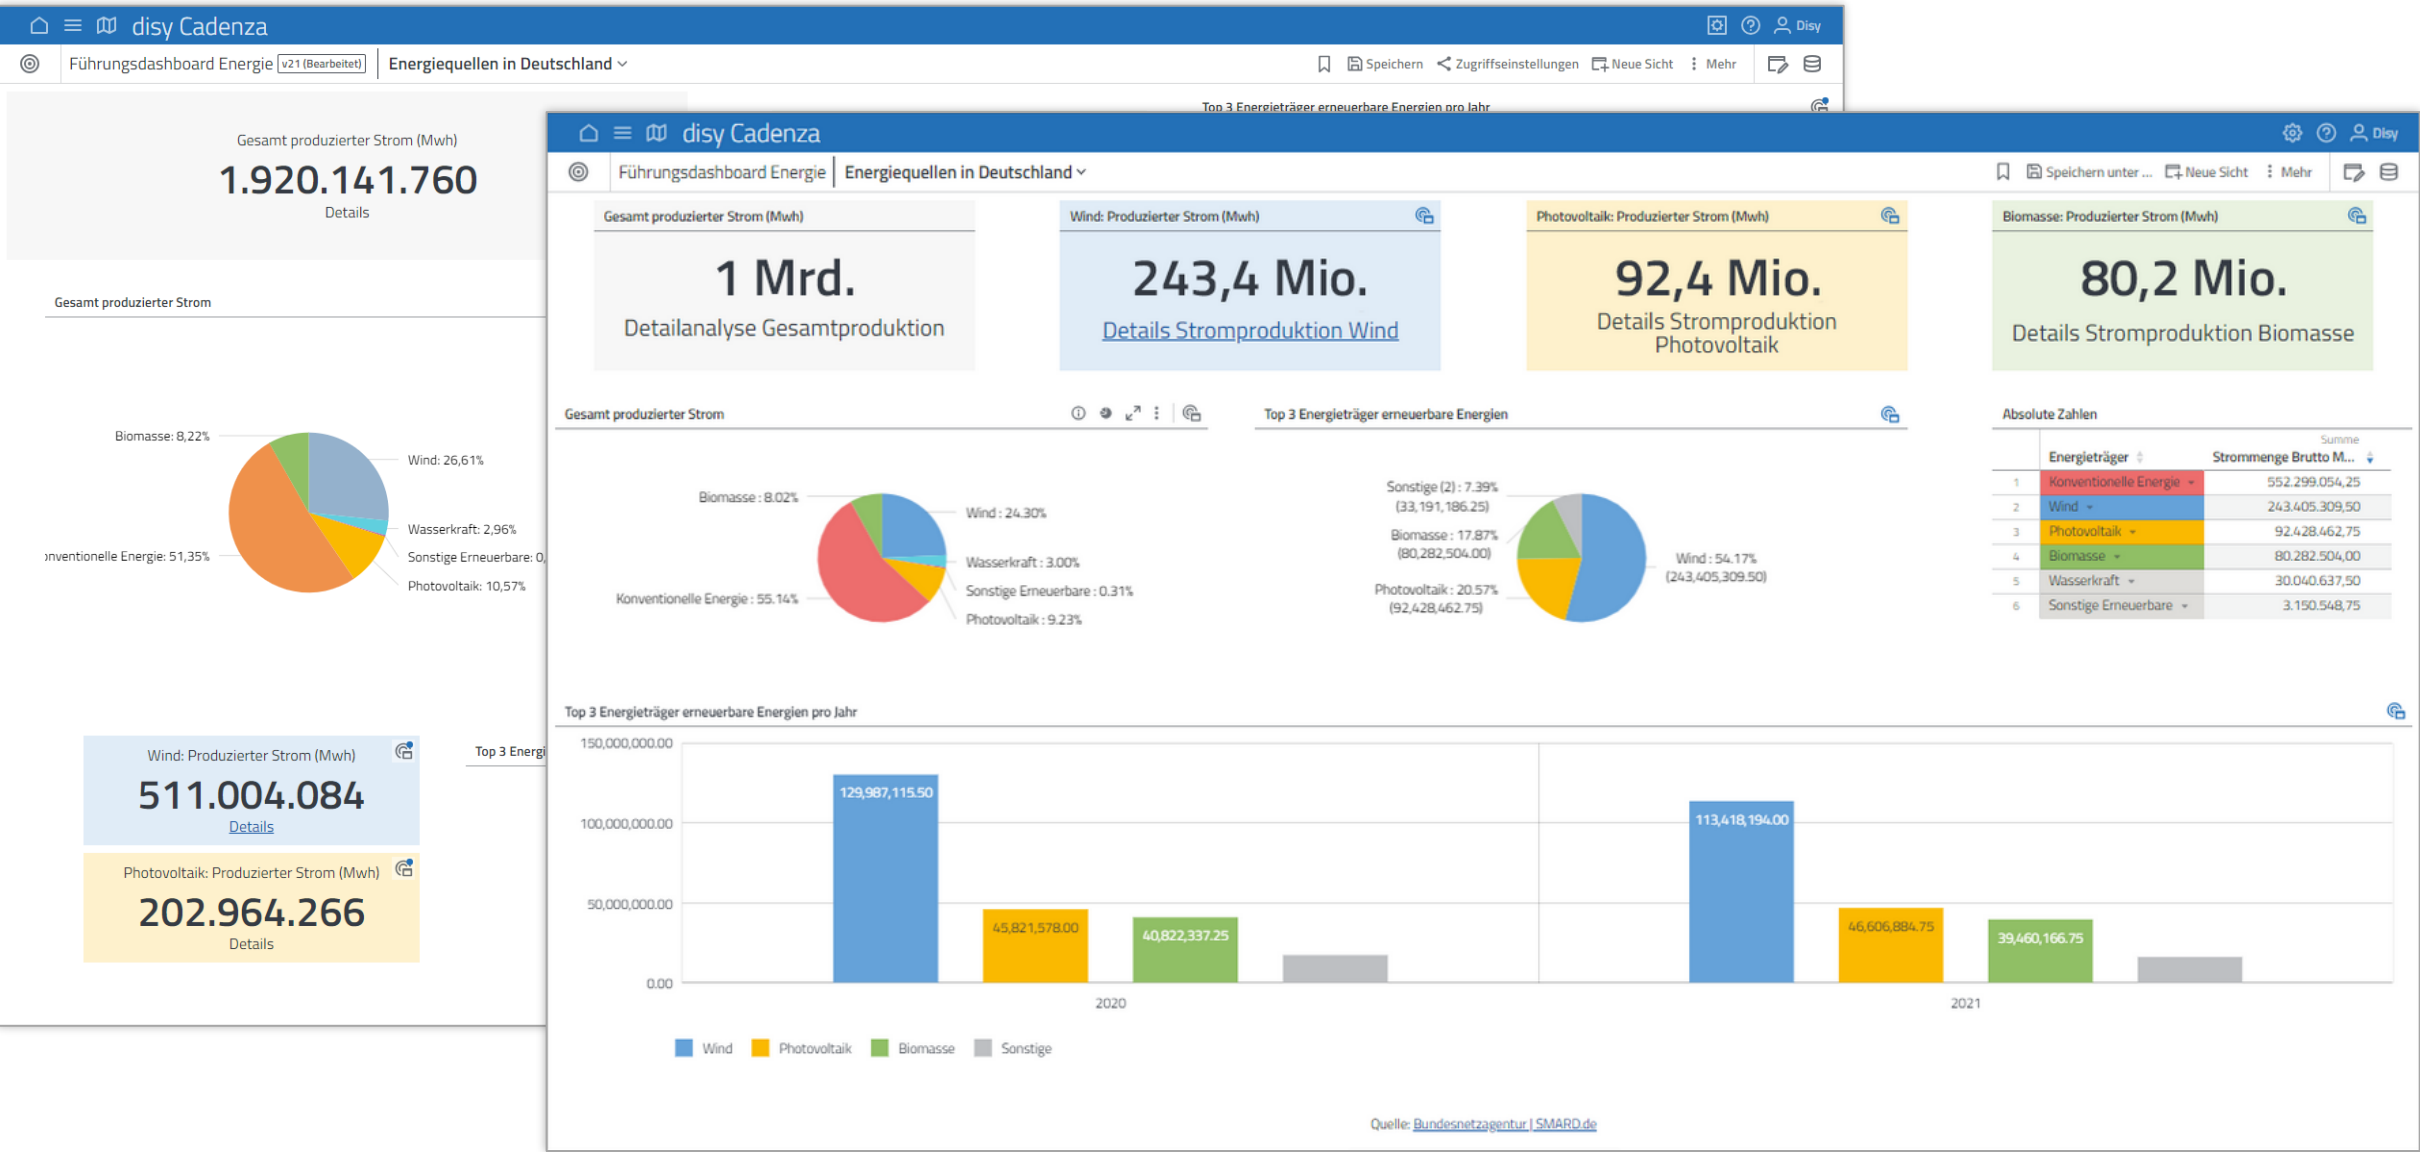 disy Cadenza
Disy
Führungsdashboard Energie v21 (Bearbeitet) Energiequellen in Deutschland
Speichern Zugriffseinstellungen Neue Sicht Mehr
Gesamt produzierter Strom (Mwh)
1.920.141.760
Details
Gesamt produzierter Strom
Biomasse: 8,22%
Wind: 26,61%
Wasserkraft: 2,96%
onventionelle Energie: 51,35%
Sonstige Erneuerbare: 0,
Photovoltaik: 10,57%
Wind: Produzierter Strom (Mwh)
511.004.084
Details
Photovoltaik: Produzierter Strom (Mwh)
202.964.266
Details
Top 3 Energi
Top 3 Energieträger erneuerbare Energien pro Jahr
disy Cadenza
Disy
Führungsdashboard Energie Energiequellen in Deutschland
Speichern unter ... Neue Sicht Mehr
Gesamt produzierter Strom (Mwh)
1 Mrd.
Detailanalyse Gesamtproduktion
Wind: Produzierter Strom (Mwh)
243,4 Mio.
Details Stromproduktion Wind
Photovoltaik: Produzierter Strom (Mwh)
92,4 Mio.
Details Stromproduktion
Photovoltaik
Biomasse: Produzierter Strom (Mwh)
80,2 Mio.
Details Stromproduktion Biomasse
Gesamt produzierter Strom
Biomasse : 8.02%
Wind : 24.30%
Wasserkraft : 3.00%
Sonstige Erneuerbare : 0.31%
Konventionelle Energie : 55.14%
Photovoltaik : 9.23%
Top 3 Energieträger erneuerbare Energien
Sonstige (2) : 7.39%
(33,191,186.25)
Biomasse : 17.87%
(80,282,504.00)
Wind : 54.17%
(243,405,309.50)
Photovoltaik : 20.57%
(92,428,462.75)
Absolute Zahlen
Summe
Energieträger Strommenge Brutto M...
1 Konventionelle Energie 552.299.054,25
2 Wind 243.405.309,50
3 Photovoltaik 92.428.462,75
4 Biomasse 80.282.504,00
5 Wasserkraft 30.040.637,50
6 Sonstige Erneuerbare 3.150.548,75
Top 3 Energieträger erneuerbare Energien pro Jahr
150,000,000.00
100,000,000.00
50,000,000.00
0.00
129,987,115.50
45,821,578.00
40,822,337.25
113,418,194.00
46,606,884.75
39,460,166.75
2020
2021
Wind Photovoltaik Biomasse Sonstige
Quelle: Bundesnetzagentur | SMARD.de